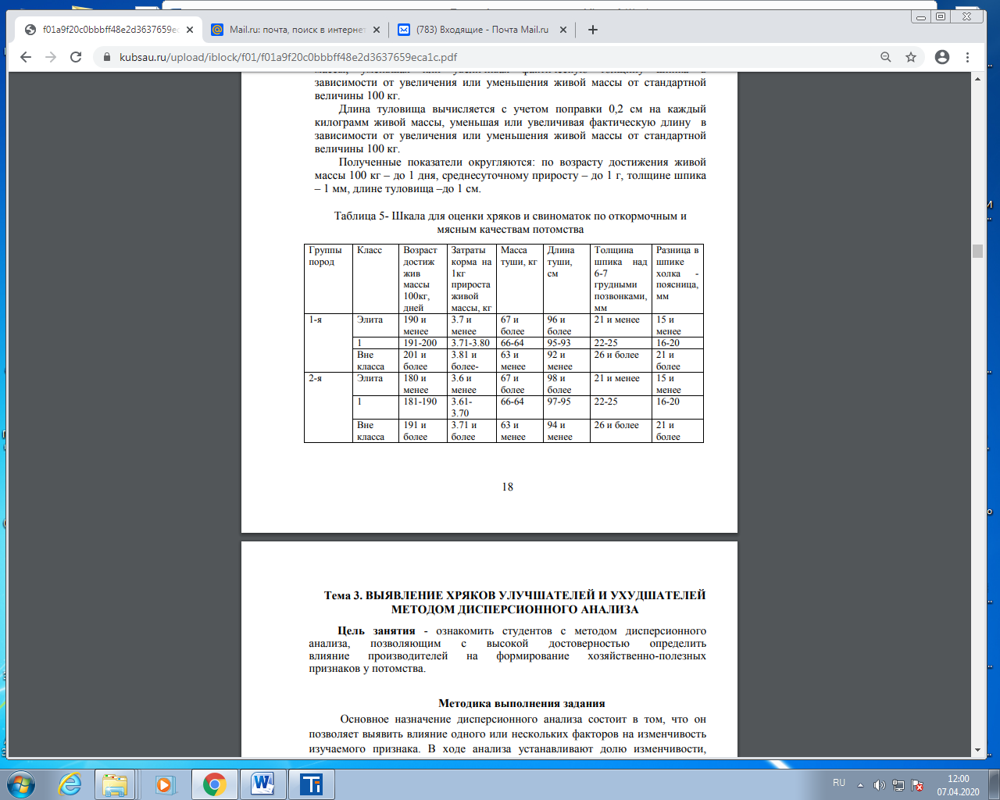 f01a9f20c0bbbff48e2d3637659ec
Mail.ru: почта, поиск в интернет
(783) Входящие - Почта Mail.ru
kubsau.ru/upload/iblock/f01/f01a9f20c0bbbff48e2d3637659eca1c.pdf
зависимости от увеличения или уменьшения живой массы от стандартной
величины 100 кг.
Длина туловища вычисляется с учетом поправки 0,2 см на каждый
килограмм живой массы, уменьшая или увеличивая фактическую длину в
зависимости от увеличения или уменьшения живой массы от стандартной
величины 100 кг.
Полученные показатели округляются: по возрасту достижения живой
массы 100 кг – до 1 дня, среднесуточному приросту – до 1 г, толщине шпика
– 1 мм, длине туловища –до 1 см.
Таблица 5- Шкала для оценки хряков и свиноматок по откормочным и
мясным качествам потомства
Группы пород Класс Возраст достиж жив массы 100кг, дней Затраты корма на 1кг прироста живой массы, кг Масса туши, кг Длина туши, см Толщина шпика над 6-7 грудными позвонками, мм Разница в шпике холка - поясница, мм
1-я Элита 190 и менее 3.7 и менее 67 и более 96 и более 21 и менее 15 и менее
1 191-200 3.71-3.80 66-64 95-93 22-25 16-20
Вне класса 201 и более 3.81 и более- 63 и менее 92 и менее 26 и более 21 и более
2-я Элита 180 и менее 3.6 и менее 67 и более 98 и более 21 и менее 15 и менее
1 181-190 3.61-3.70 66-64 97-95 22-25 16-20
Вне класса 191 и более 3.71 и более 63 и менее 94 и менее 26 и более 21 и более
18
Тема 3. ВЫЯВЛЕНИЕ ХРЯКОВ УЛУЧШАТЕЛЕЙ И УХУДШАТЕЛЕЙ
МЕТОДОМ ДИСПЕРСИОННОГО АНАЛИЗА
Цель занятия - ознакомить студентов с методом дисперсионного
анализа, позволяющим с высокой достоверностью определить
влияние производителей на формирование хозяйственно-полезных
признаков у потомства.
Методика выполнения задания
Основное назначение дисперсионного анализа состоит в том, что он
позволяет выявить влияние одного или нескольких факторов на изменчивость
изучаемого признака. В ходе анализа устанавливают долю изменчивости,
RU
12:00
07.04.2020